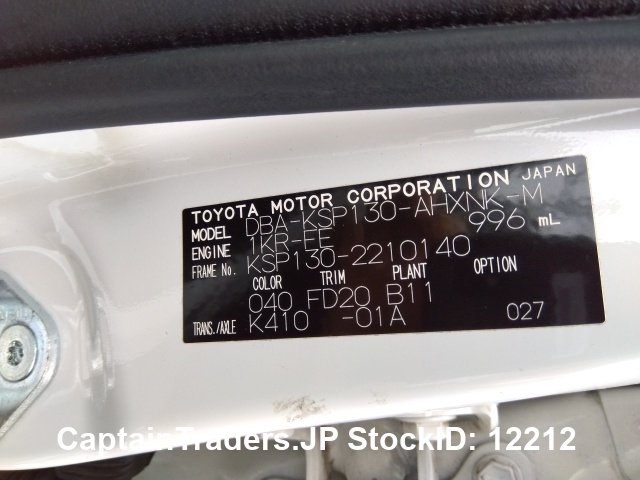 TOYOTA MOTOR CORPORATION JAPAN
MODEL DBA-KSP130-AHXNK-M
ENGINE 1KR-FE 996 mL
FRAME No. KSP130-2210140
COLOR TRIM PLANT OPTION
040 FD20 B11
TRANS./AXLE K410 -01A 027
CaptainTraders.JP StockID: 12212